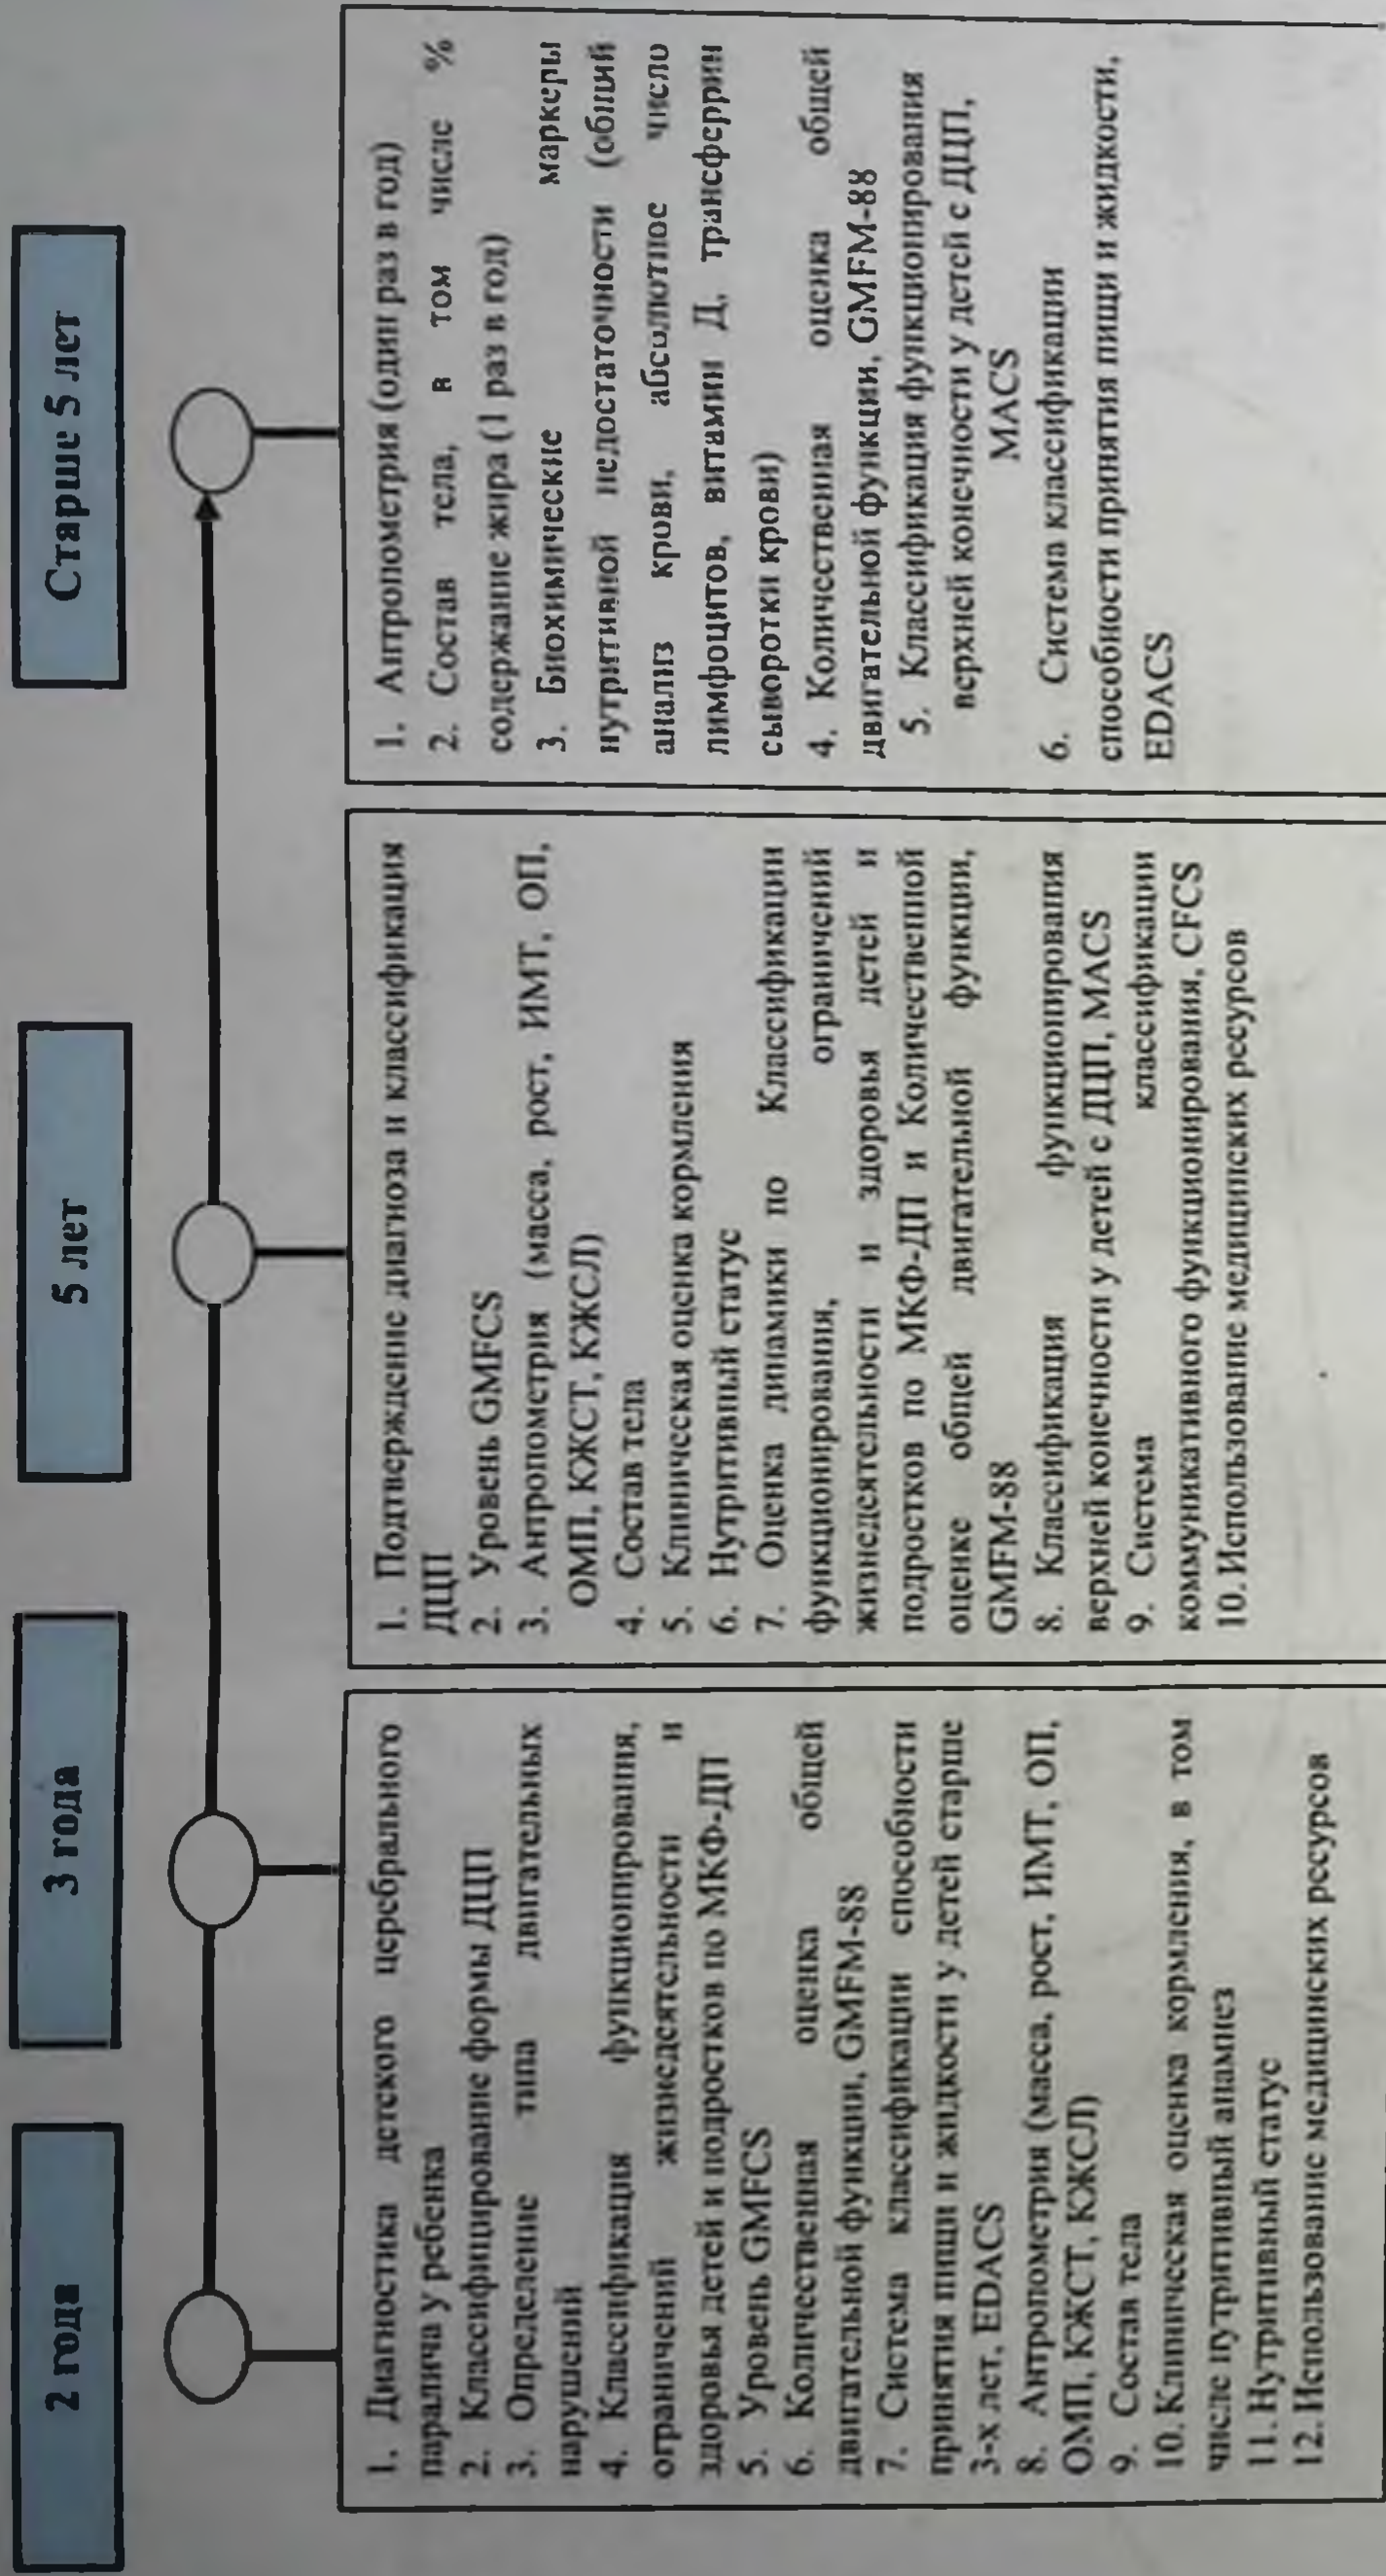 2 года
3 года
5 лет
Старше 5 лет
1. Диагностика детского церебрального
паралича у ребенка
2. Классифицирование формы ДЦП
3. Определение типа двигательных
нарушений
4. Классификация функционирования,
ограничений жизнедеятельности и
здоровья детей и подростков по МКФ-ДП
5. Уровень GMFCS
6. Количественная оценка общей
двигательной функции, GMFM-88
7. Система классификации способности
принятия пищи и жидкости у детей старше
3-х лет, EDACS
8. Антропометрия (масса, рост, ИМТ, ОП,
ОМП, КЖСТ, КЖСЛ)
9. Состав тела
10. Клиническая оценка кормления, в том
числе нутритивный анамнез
11. Нутритивный статус
12. Использование медицинских ресурсов
1. Подтверждение диагноза и классификация
ДЦП
2. Уровень GMFCS
3. Антропометрия (масса, рост, ИМТ, ОП,
ОМП, КЖСТ, КЖСЛ)
4. Состав тела
5. Клиническая оценка кормления
6. Нутритивный статус
7. Оценка динамики по Классификации
функционирования, ограничений
жизнедеятельности и здоровья детей и
подростков по МКФ-ДП и Количественной
оценке общей двигательной функции,
GMFM-88
8. Классификация функционирования
верхней конечности у детей с ДЦП, MACS
9. Система классификации
коммуникативного функционирования, CFCS
10. Использование медицинских ресурсов
1. Антропометрия (один раз в год)
2. Состав тела, в том числе %
содержание жира (1 раз в год)
3. Биохимические маркеры
нутритивной недостаточности (общий
анализ крови, абсолютное число
лимфоцитов, витамин Д, трансферрин
сыворотки крови)
4. Количественная оценка общей
двигательной функции, GMFM-88
5. Классификация функционирования
верхней конечности у детей с ДЦП,
MACS
6. Система классификации
способности принятия пищи и жидкости,
EDACS